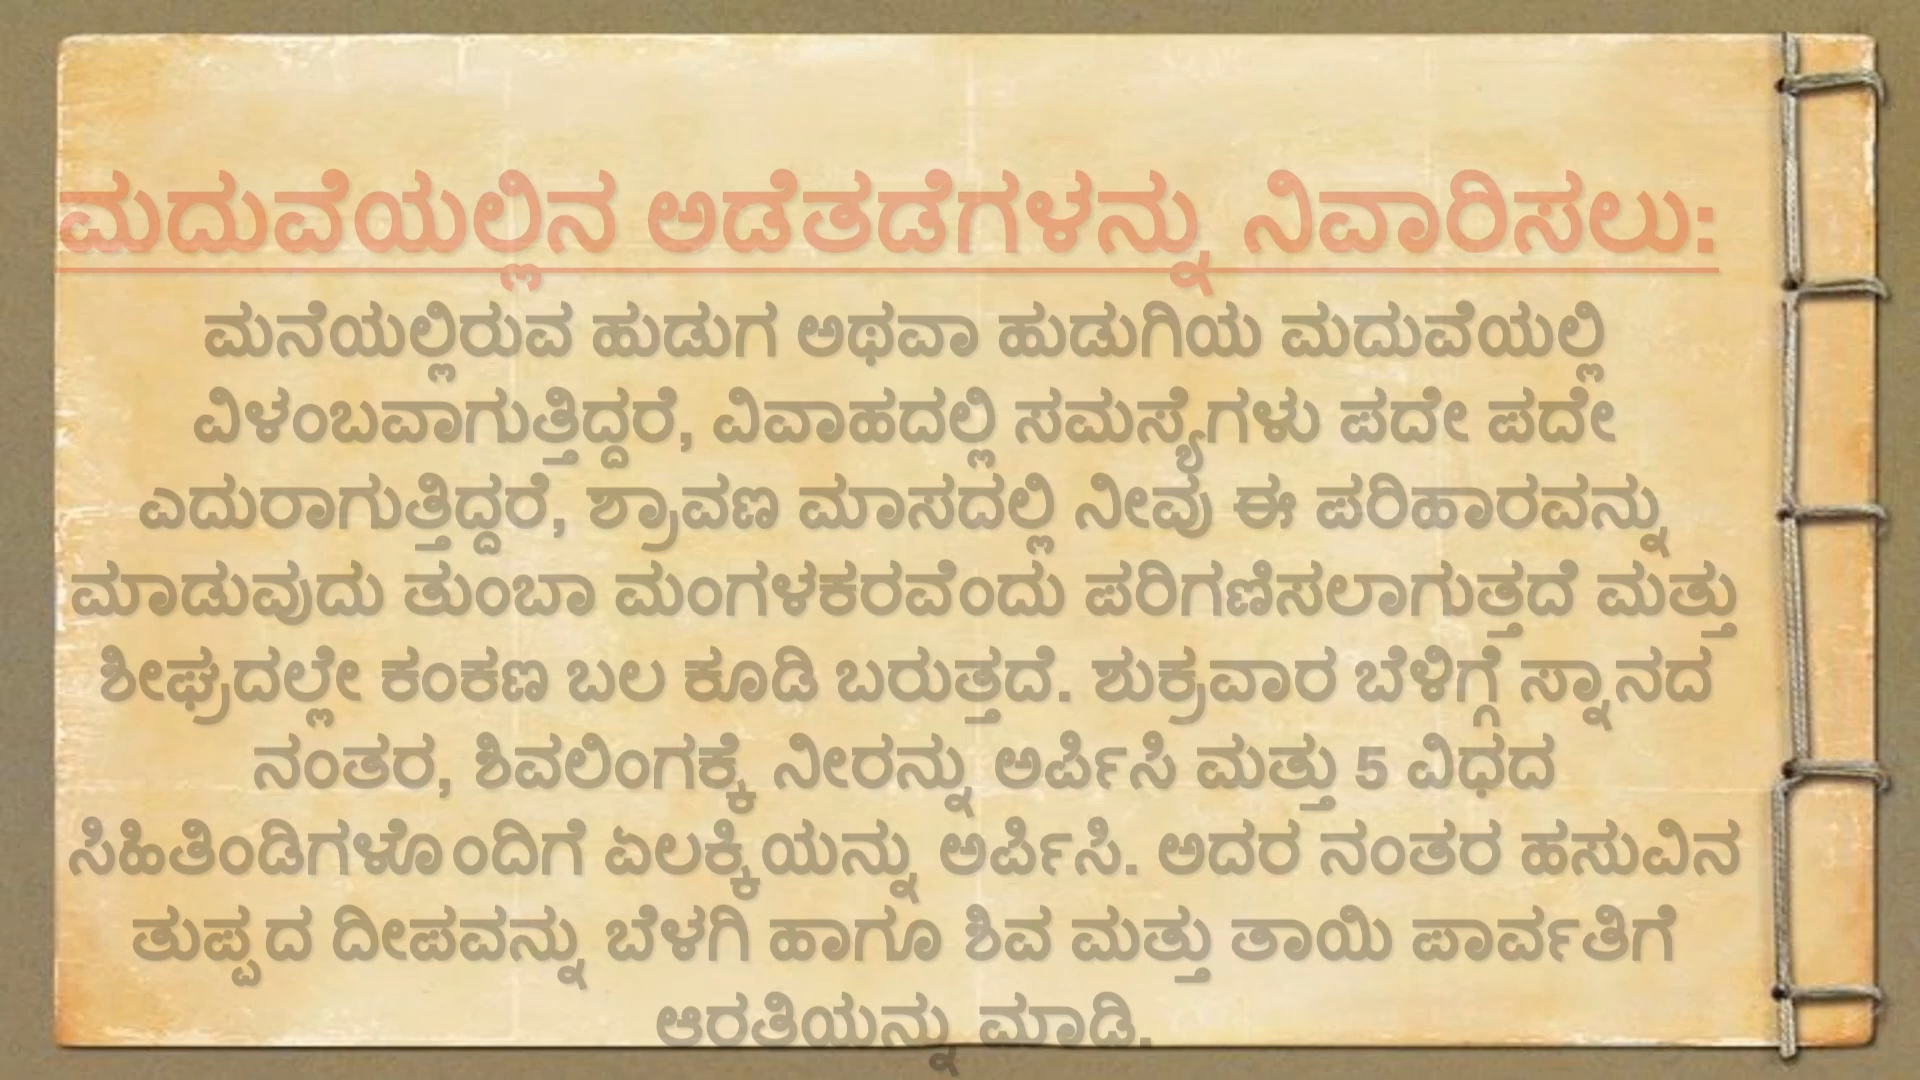 ಮದುವೆಯಲ್ಲಿನ ಅಡೆತಡೆಗಳನ್ನು ನಿವಾರಿಸಲು:
ಮನೆಯಲ್ಲಿರುವ ಹುಡುಗ ಅಥವಾ ಹುಡುಗಿಯ ಮದುವೆಯಲ್ಲಿ
ವಿಳಂಬವಾಗುತ್ತಿದ್ದರೆ, ವಿವಾಹದಲ್ಲಿ ಸಮಸ್ಯೆಗಳು ಪದೇ ಪದೇ
ಎದುರಾಗುತ್ತಿದ್ದರೆ, ಶ್ರಾವಣ ಮಾಸದಲ್ಲಿ ನೀವು ಈ ಪರಿಹಾರವನ್ನು
ಮಾಡುವುದು ತುಂಬಾ ಮಂಗಳಕರವೆಂದು ಪರಿಗಣಿಸಲಾಗುತ್ತದೆ ಮತ್ತು
ಶೀಘ್ರದಲ್ಲೇ ಕಂಕಣ ಬಲ ಕೂಡಿ ಬರುತ್ತದೆ. ಶುಕ್ರವಾರ ಬೆಳಿಗ್ಗೆ ಸ್ನಾನದ
ನಂತರ, ಶಿವಲಿಂಗಕ್ಕೆ ನೀರನ್ನು ಅರ್ಪಿಸಿ ಮತ್ತು 5 ವಿಧದ
ಸಿಹಿತಿಂಡಿಗಳೊಂದಿಗೆ ಏಲಕ್ಕಿಯನ್ನು ಅರ್ಪಿಸಿ. ಅದರ ನಂತರ ಹಸುವಿನ
ತುಪ್ಪದ ದೀಪವನ್ನು ಬೆಳಗಿ ಹಾಗೂ ಶಿವ ಮತ್ತು ತಾಯಿ ಪಾರ್ವತಿಗೆ
ಆರತಿಯನ್ನು ಮಾಡಿ.